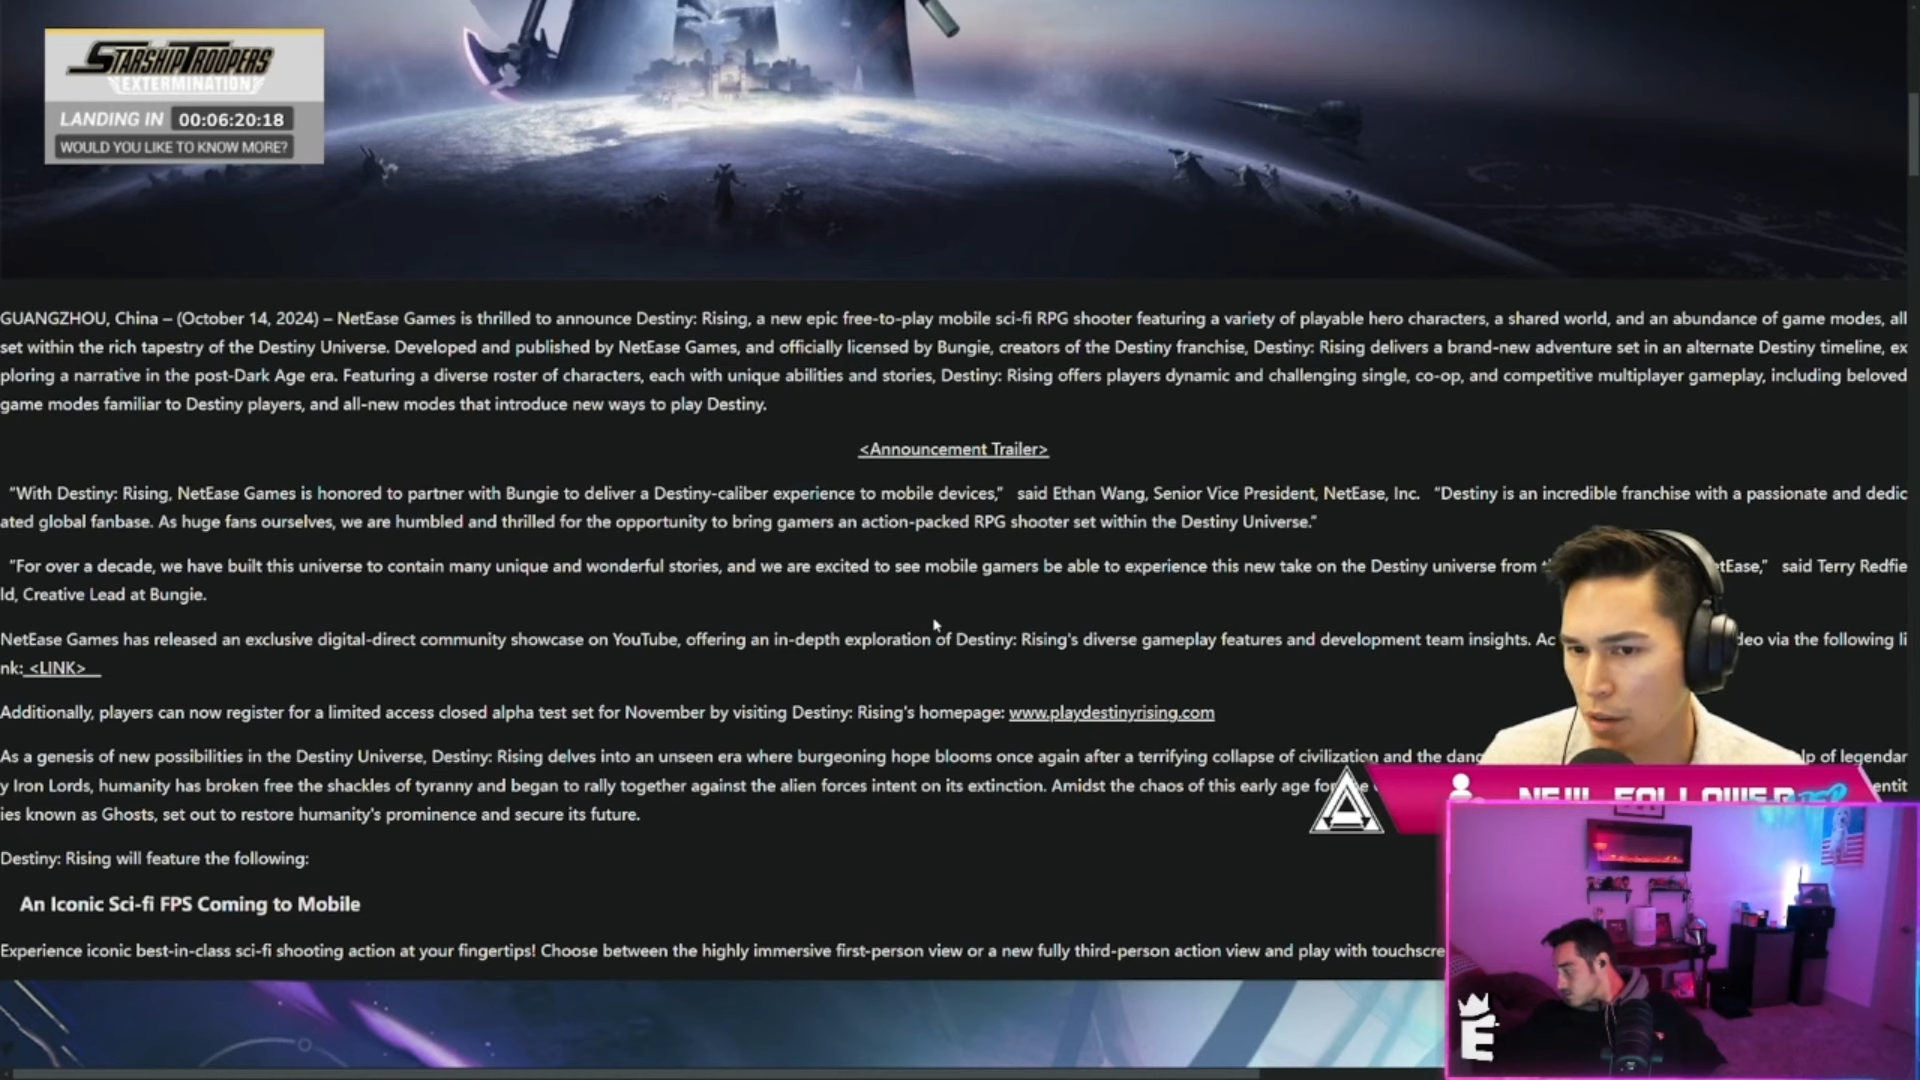 STARSHIP TROOPERS
EXTERMINATION
LANDING IN 00:06:20:18
WOULD YOU LIKE TO KNOW MORE?
GUANGZHOU, China – (October 14, 2024) – NetEase Games is thrilled to announce Destiny: Rising, a new epic free-to-play mobile sci-fi RPG shooter featuring a variety of playable hero characters, a shared world, and an abundance of game modes, all
set within the rich tapestry of the Destiny Universe. Developed and published by NetEase Games, and officially licensed by Bungie, creators of the Destiny franchise, Destiny: Rising delivers a brand-new adventure set in an alternate Destiny timeline, ex
ploring a narrative in the post-Dark Age era. Featuring a diverse roster of characters, each with unique abilities and stories, Destiny: Rising offers players dynamic and challenging single, co-op, and competitive multiplayer gameplay, including beloved
game modes familiar to Destiny players, and all-new modes that introduce new ways to play Destiny.
<Announcement Trailer>
“With Destiny: Rising, NetEase Games is honored to partner with Bungie to deliver a Destiny-caliber experience to mobile devices,” said Ethan Wang, Senior Vice President, NetEase, Inc. “Destiny is an incredible franchise with a passionate and dedic
ated global fanbase. As huge fans ourselves, we are humbled and thrilled for the opportunity to bring gamers an action-packed RPG shooter set within the Destiny Universe.”
“For over a decade, we have built this universe to contain many unique and wonderful stories, and we are excited to see mobile gamers be able to experience this new take on the Destiny universe from tEase,” said Terry Redfie
ld, Creative Lead at Bungie.
NetEase Games has released an exclusive digital-direct community showcase on YouTube, offering an in-depth exploration of Destiny: Rising's diverse gameplay features and development team insights. Ac deo via the following li
nk: <LINK>
Additionally, players can now register for a limited access closed alpha test set for November by visiting Destiny: Rising's homepage: www.playdestinyrising.com
As a genesis of new possibilities in the Destiny Universe, Destiny: Rising delves into an unseen era where burgeoning hope blooms once again after a terrifying collapse of civilization and the dang lp of legendar
y Iron Lords, humanity has broken free the shackles of tyranny and began to rally together against the alien forces intent on its extinction. Amidst the chaos of this early age for entit
ies known as Ghosts, set out to restore humanity's prominence and secure its future.
NEW FOLLOWER
Destiny: Rising will feature the following:
An Iconic Sci-fi FPS Coming to Mobile
Experience iconic best-in-class sci-fi shooting action at your fingertips! Choose between the highly immersive first-person view or a new fully third-person action view and play with touchscre
E